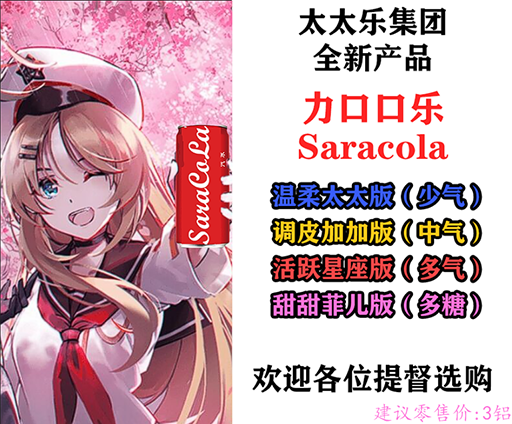 太太乐集团
全新产品
力口口乐
Saracola
温柔太太版（少气）
调皮加加版（中气）
活跃星座版（多气）
甜甜菲儿版（多糖）
欢迎各位提督选购
建议零售价:3铝
SaraCoLa